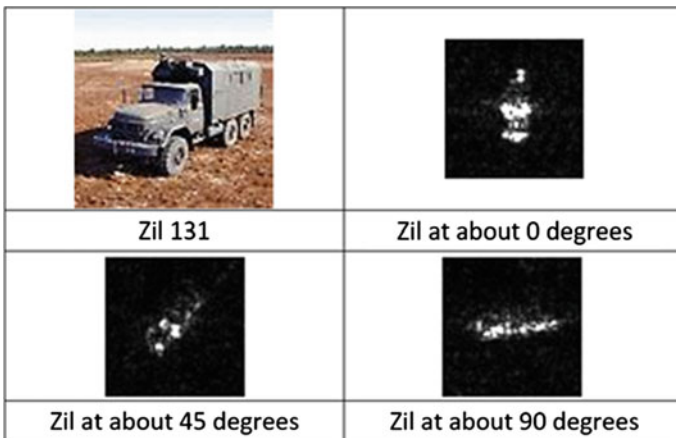 Zil 131
Zil at about 0 degrees
Zil at about 45 degrees
Zil at about 90 degrees